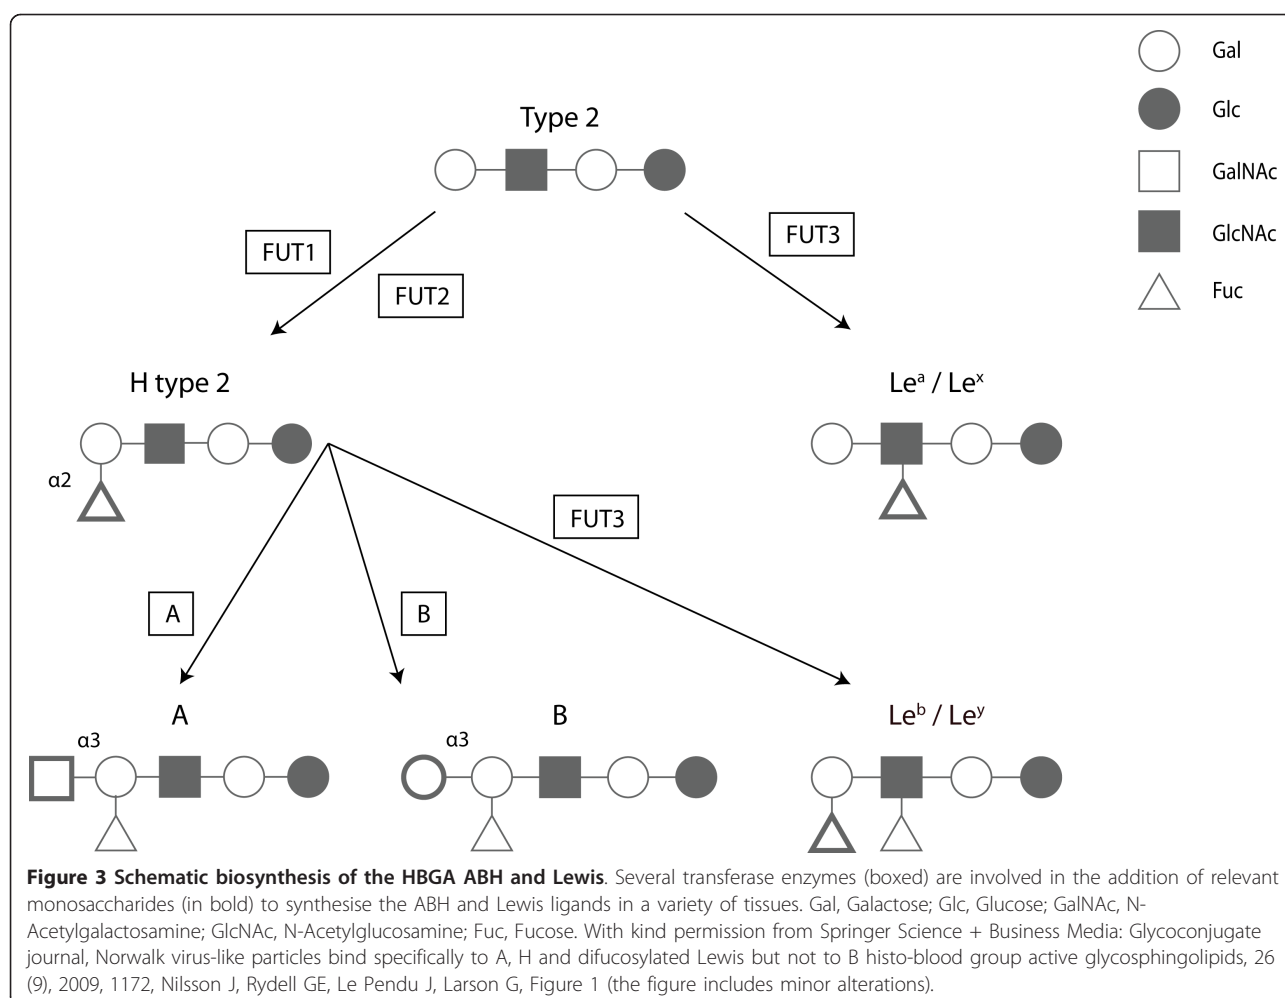 Gal
Glc
GalNAc
GlcNAc
Fuc
Type 2
FUT1
FUT2
FUT3
H type 2
Leᵃ / Leˣ
α2
FUT3
A
B
A
B
Leᵇ / Leʸ
α3
α3
Figure 3 Schematic biosynthesis of the HBGA ABH and Lewis. Several transferase enzymes (boxed) are involved in the addition of relevant
monosaccharides (in bold) to synthesise the ABH and Lewis ligands in a variety of tissues. Gal, Galactose; Glc, Glucose; GalNAc, N-
Acetylgalactosamine; GlcNAc, N-Acetylglucosamine; Fuc, Fucose. With kind permission from Springer Science + Business Media: Glycoconjugate
journal, Norwalk virus-like particles bind specifically to A, H and difucosylated Lewis but not to B histo-blood group active glycosphingolipids, 26
(9), 2009, 1172, Nilsson J, Rydell GE, Le Pendu J, Larson G, Figure 1 (the figure includes minor alterations).